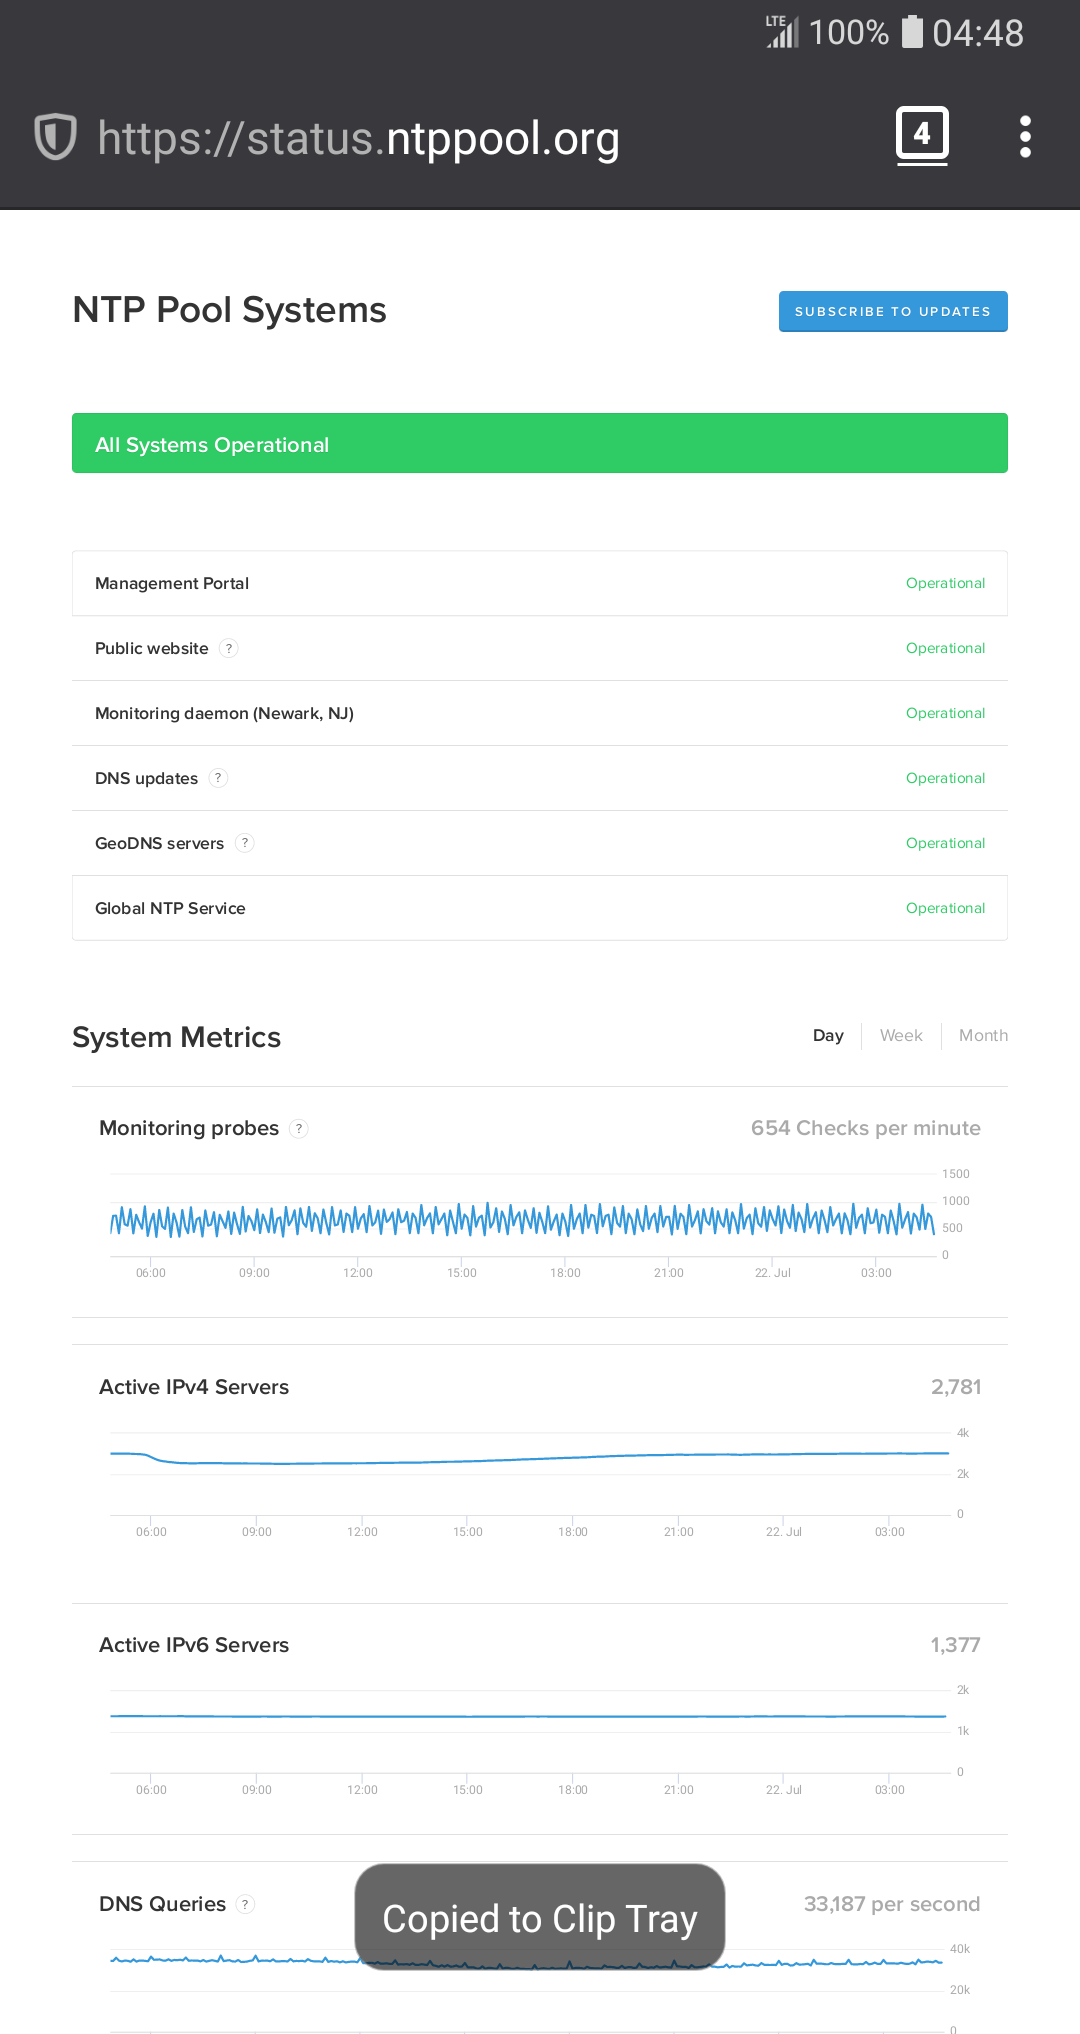 LTE 100% 04:48
https://status.ntppool.org 4
NTP Pool Systems SUBSCRIBE TO UPDATES
All Systems Operational
Management Portal Operational
Public website ? Operational
Monitoring daemon (Newark, NJ) Operational
DNS updates ? Operational
GeoDNS servers ? Operational
Global NTP Service Operational
System Metrics Day Week Month
Monitoring probes ? 654 Checks per minute
1500
1000
500
0
06:00 09:00 12:00 15:00 18:00 21:00 22. Jul 03:00
Active IPv4 Servers 2,781
4k
2k
0
06:00 09:00 12:00 15:00 18:00 21:00 22. Jul 03:00
Active IPv6 Servers 1,377
2k
1k
0
06:00 09:00 12:00 15:00 18:00 21:00 22. Jul 03:00
DNS Queries ? 33,187 per second
Copied to Clip Tray
40k
20k
0